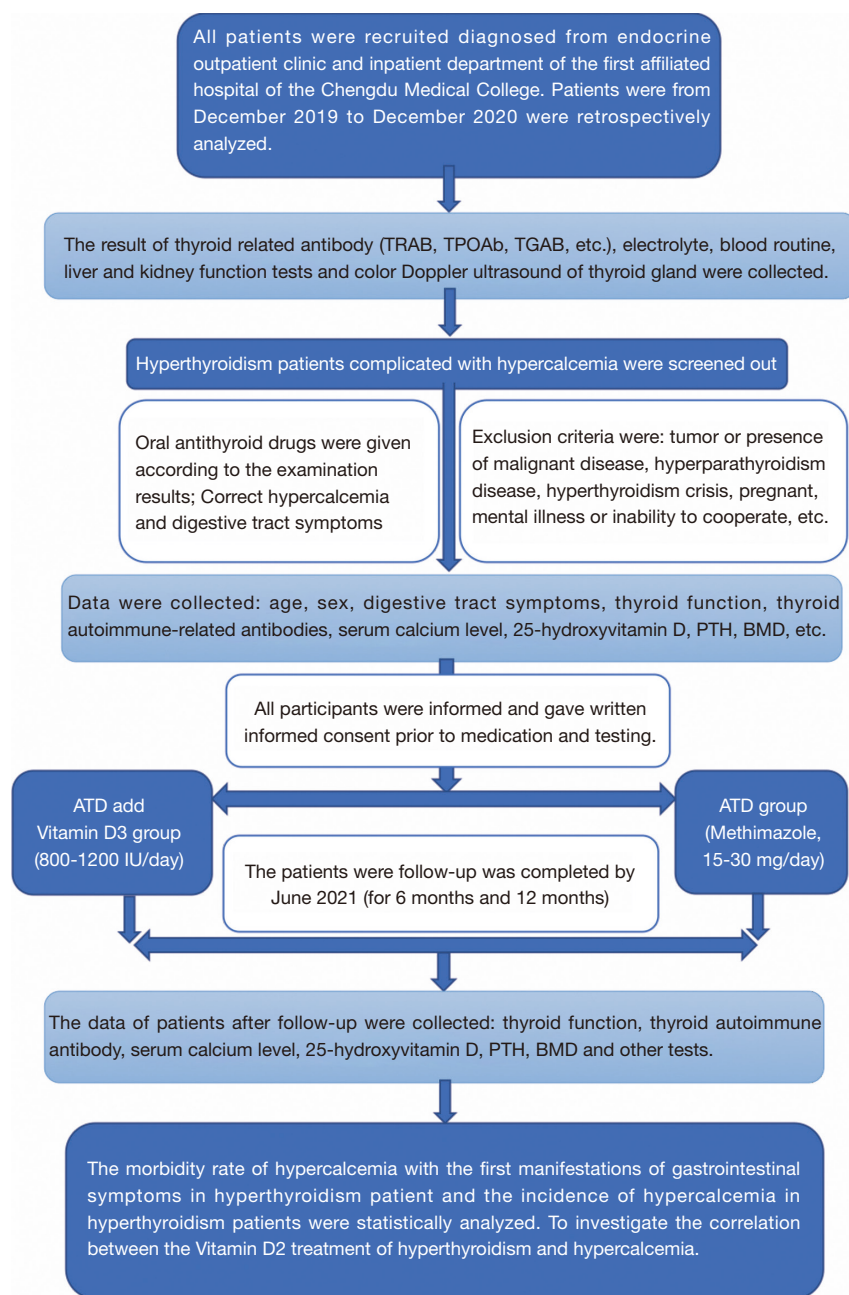 All patients were recruited diagnosed from endocrine
outpatient clinic and inpatient department of the first affiliated
hospital of the Chengdu Medical College. Patients were from
December 2019 to December 2020 were retrospectively
analyzed.
The result of thyroid related antibody (TRAB, TPOAb, TGAB, etc.), electrolyte, blood routine,
liver and kidney function tests and color Doppler ultrasound of thyroid gland were collected.
Hyperthyroidism patients complicated with hypercalcemia were screened out
Oral antithyroid drugs were given
according to the examination
results; Correct hypercalcemia
and digestive tract symptoms
Exclusion criteria were: tumor or presence
of malignant disease, hyperparathyroidism
disease, hyperthyroidism crisis, pregnant,
mental illness or inability to cooperate, etc.
Data were collected: age, sex, digestive tract symptoms, thyroid function, thyroid
autoimmune-related antibodies, serum calcium level, 25-hydroxyvitamin D, PTH, BMD, etc.
All participants were informed and gave written
informed consent prior to medication and testing.
ATD add
Vitamin D3 group
(800-1200 IU/day)
ATD group
(Methimazole,
15-30 mg/day)
The patients were follow-up was completed by
June 2021 (for 6 months and 12 months)
The data of patients after follow-up were collected: thyroid function, thyroid autoimmune
antibody, serum calcium level, 25-hydroxyvitamin D, PTH, BMD and other tests.
The morbidity rate of hypercalcemia with the first manifestations of gastrointestinal
symptoms in hyperthyroidism patient and the incidence of hypercalcemia in
hyperthyroidism patients were statistically analyzed. To investigate the correlation
between the Vitamin D2 treatment of hyperthyroidism and hypercalcemia.